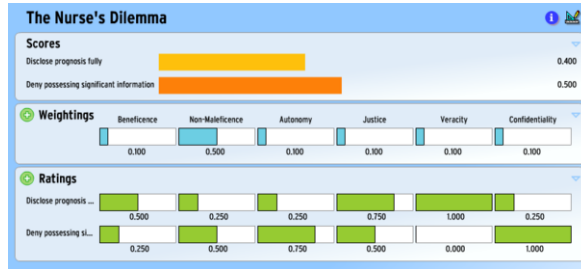 The Nurse's Dilemma
Scores
Disclose prognosis fully 0.400
Deny possessing significant information 0.500
Weightings
Beneficence Non-Maleficence Autonomy Justice Veracity Confidentiality
0.100 0.500 0.100 0.100 0.100 0.100
Ratings
Disclose prognosis ...
0.500 0.250 0.250 0.750 1.000 0.250
Deny possessing si...
0.250 0.500 0.750 0.500 0.000 1.000